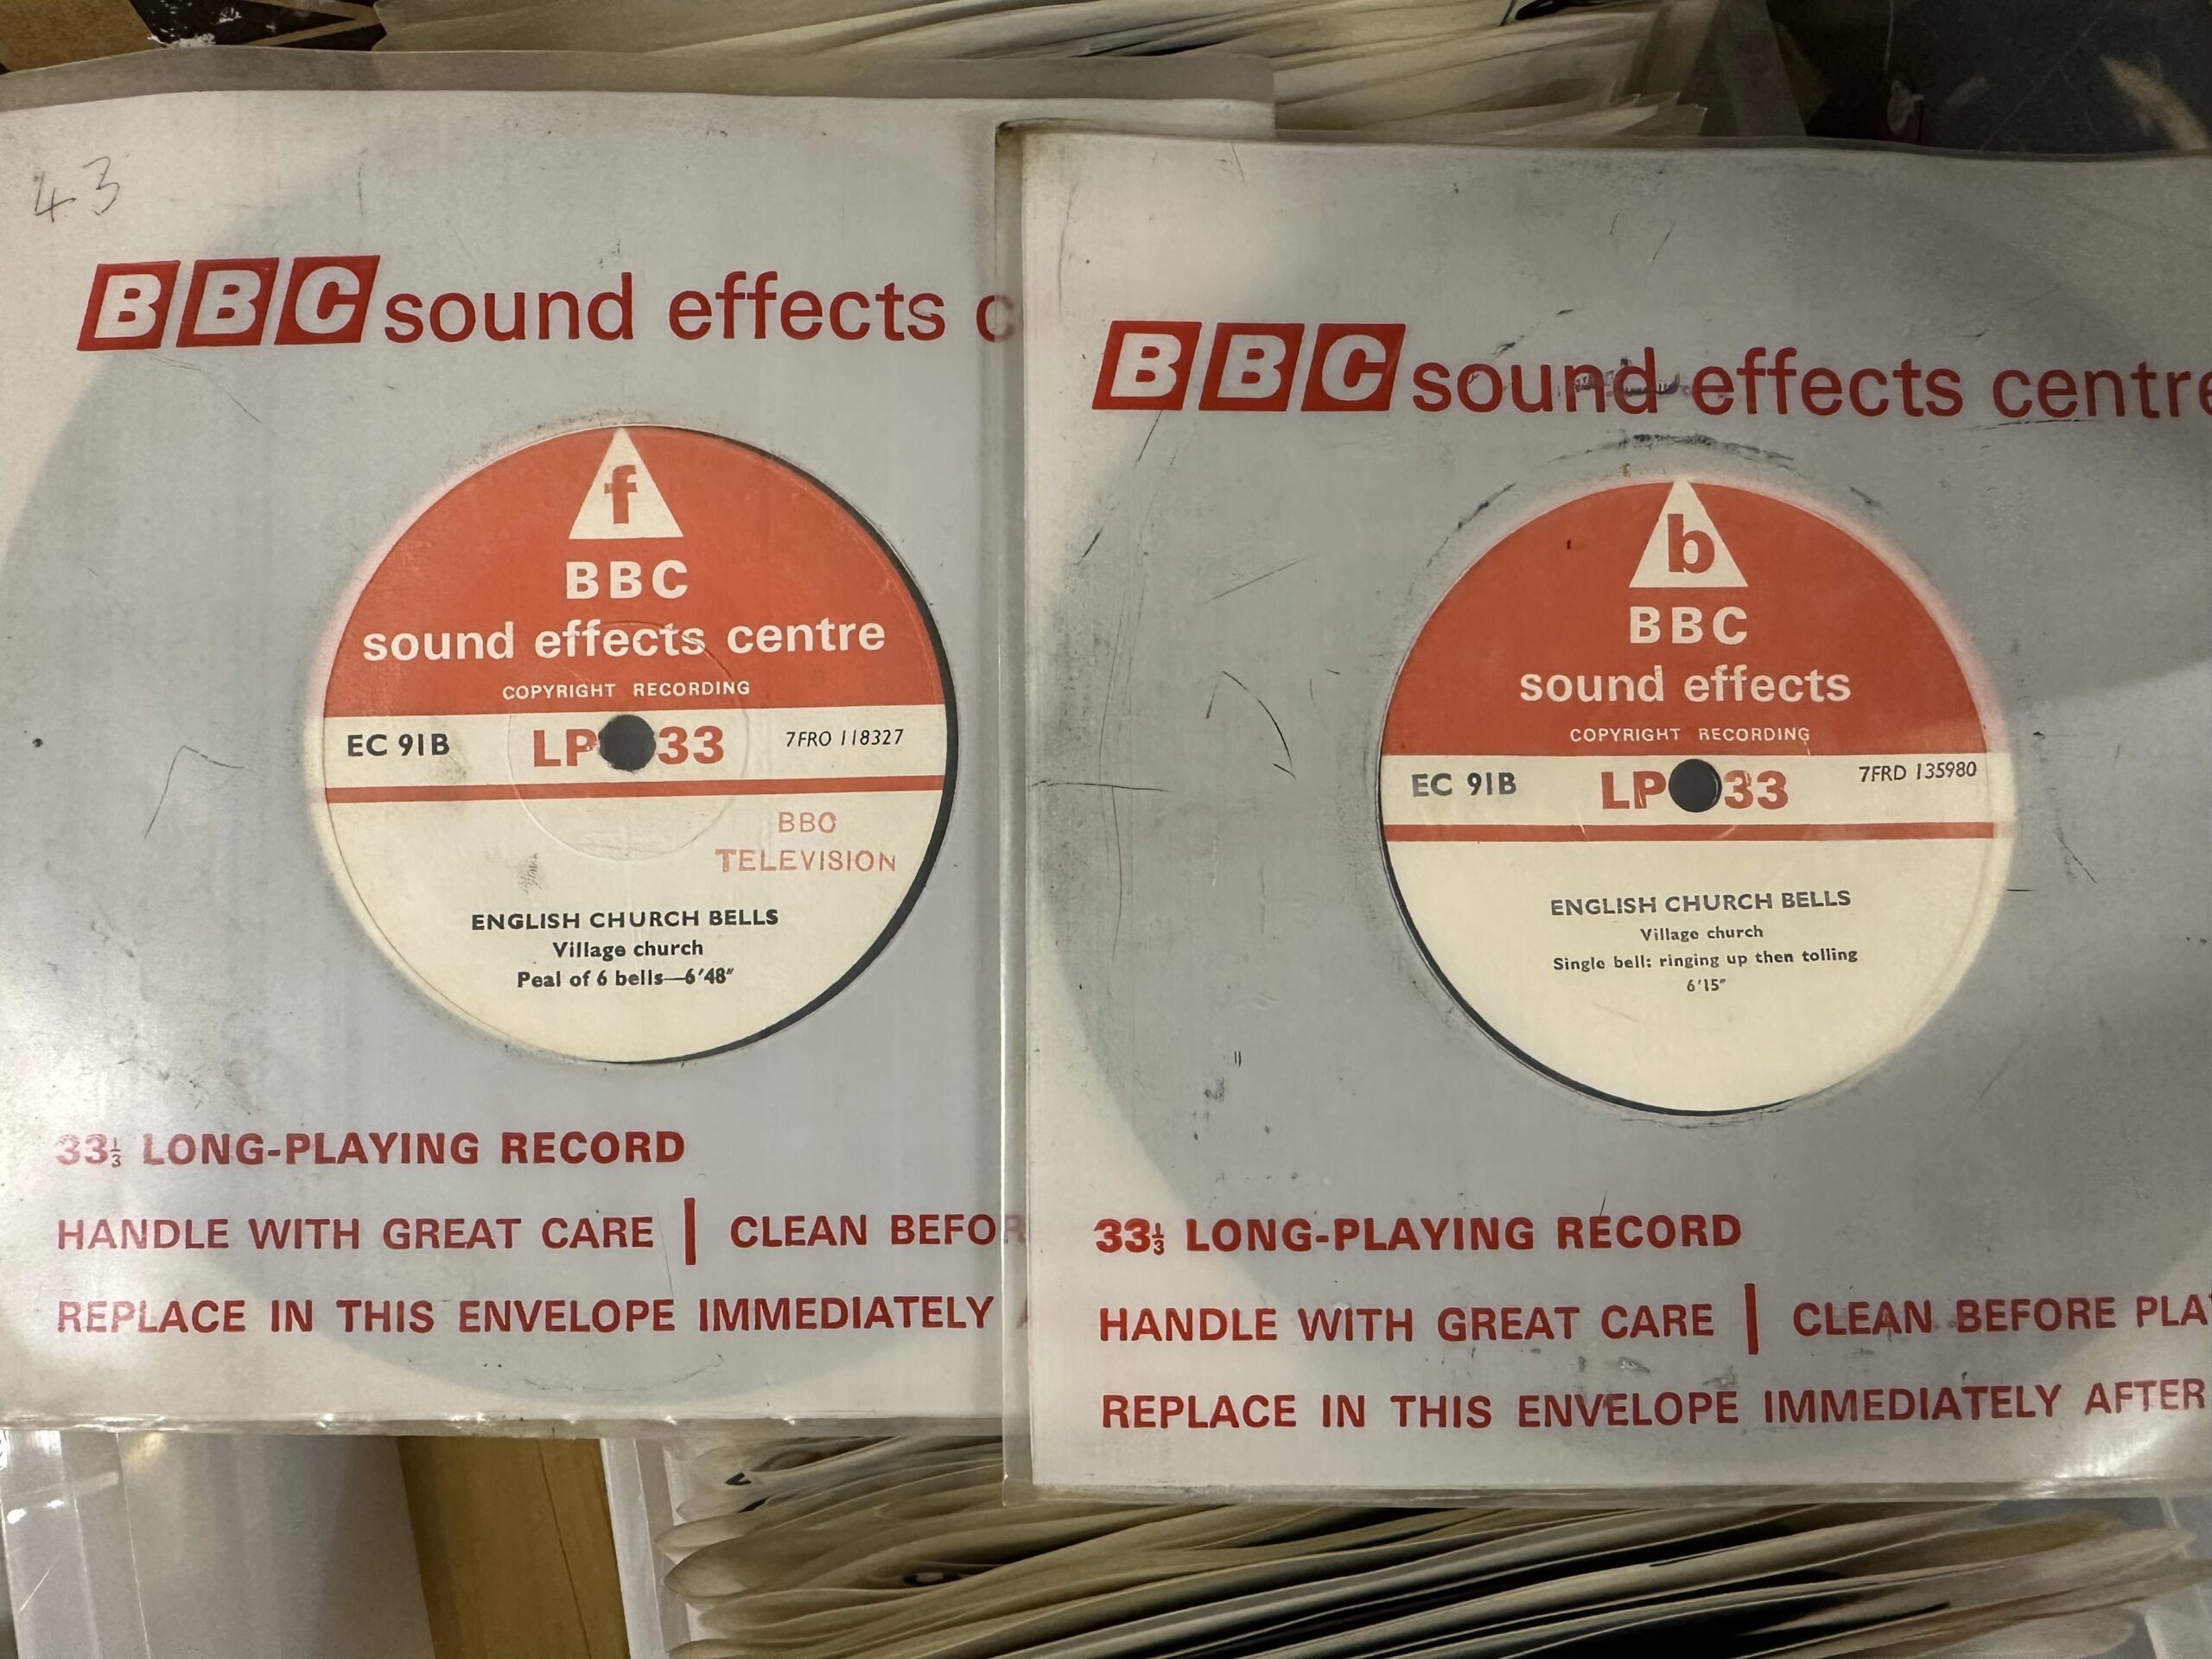 43
BBC sound effects c
f
BBC
sound effects centre
COPYRIGHT RECORDING
EC 91B LP 33 7FRO 118327
BBC
TELEVISION
ENGLISH CHURCH BELLS
Village church
Peal of 6 bells—6'48"
33⅓ LONG-PLAYING RECORD
HANDLE WITH GREAT CARE | CLEAN BEFOR
REPLACE IN THIS ENVELOPE IMMEDIATELY
BBC sound effects centre
b
BBC
sound effects
COPYRIGHT RECORDING
EC 91B LP 33 7FRD 135980
ENGLISH CHURCH BELLS
Village church
Single bell: ringing up then tolling
6'15"
33⅓ LONG-PLAYING RECORD
HANDLE WITH GREAT CARE | CLEAN BEFORE PLAY
REPLACE IN THIS ENVELOPE IMMEDIATELY AFTER